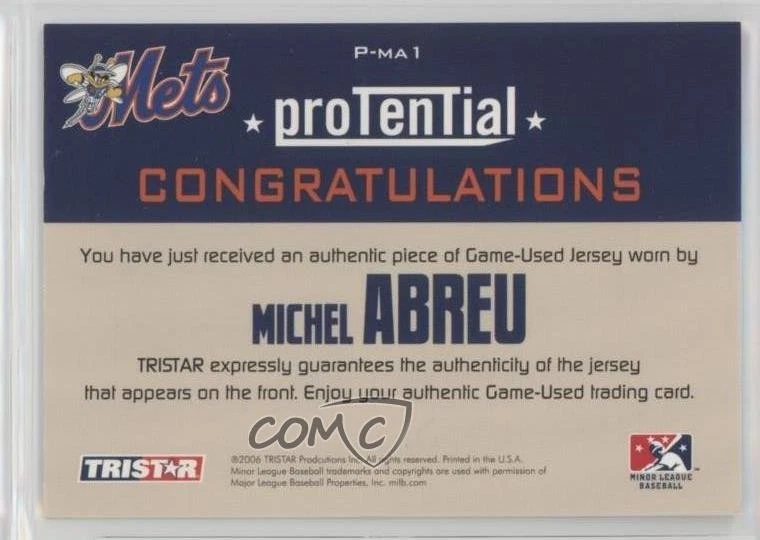 P-MA1
Mets
proTenTial
CONGRATULATIONS
You have just received an authentic piece of Game-Used Jersey worn by
MICHEL ABREU
TRISTAR expressly guarantees the authenticity of the jersey
that appears on the front. Enjoy your authentic Game-Used trading card.
COMC
TRISTAR
©2006 TRISTAR Prodcutions Inc. All rights reserved. Printed in the U.S.A.
Minor League Baseball trademarks and copyrights are used with permission of
Major League Baseball Properties, Inc. milb.com
MINOR LEAGUE
BASEBALL
TM